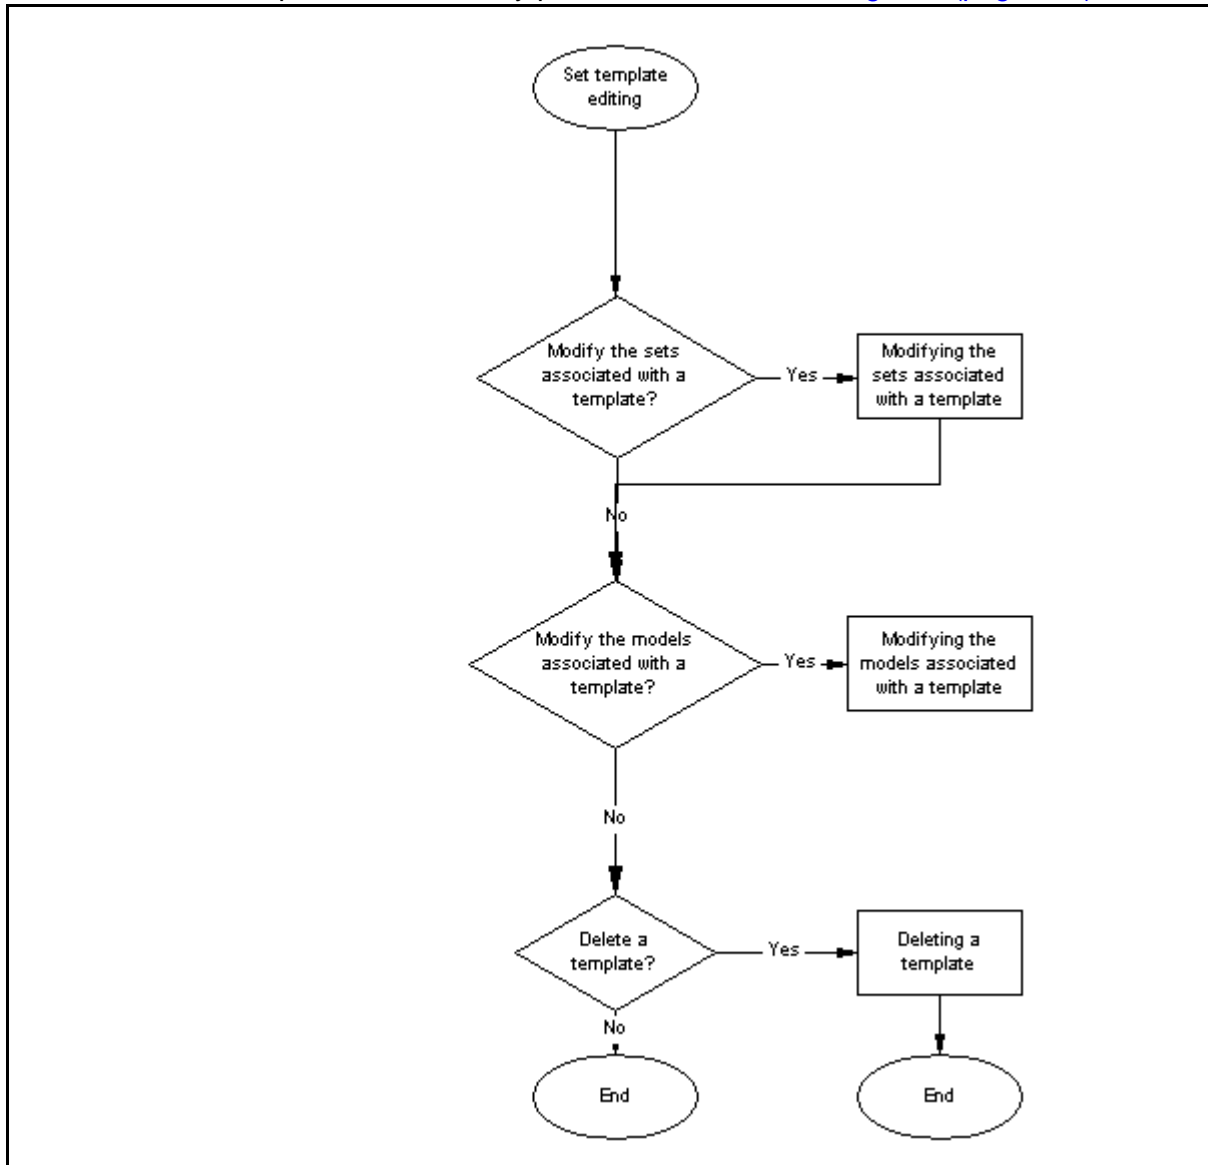 Set template
editing
Modify the sets
associated with a
template?
Yes
Modifying the
sets associated
with a template
No
Modify the models
associated with a
template?
Yes
Modifying the
models associated
with a template
No
Delete a
template?
Yes
Deleting a
template
No
End
End